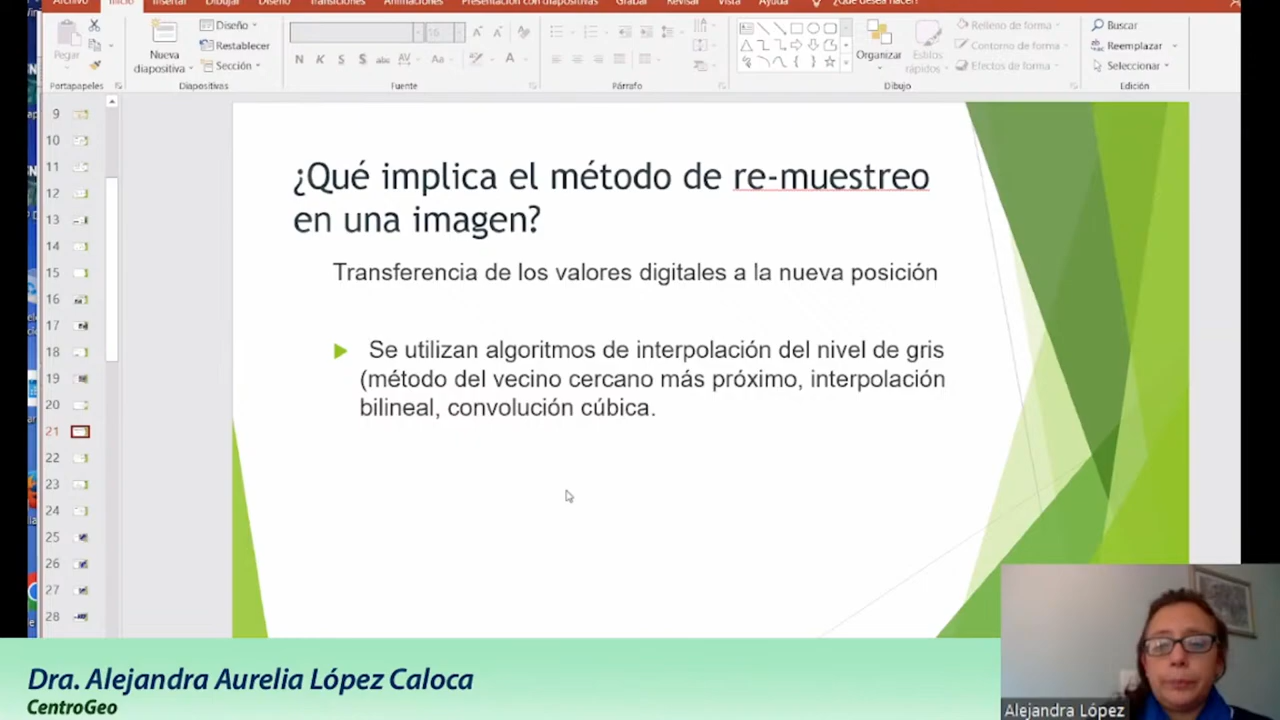 Archivo Inicio Insertar Dibujar Diseño Transiciones Animaciones Presentación con diapositivas Grabar Revisar Vista Ayuda ¿Qué desea hacer?
Pegar
Nueva diapositiva
Diseño
Restablecer
Sección
N K S S abc AV Aa A
Organizar
Estilos rápidos
Relleno de forma
Contorno de forma
Efectos de forma
Buscar
Reemplazar
Seleccionar
Portapapeles Diapositivas Fuente Párrafo Dibujo Edición
9
10
11
12
13
14
15
16
17
18
19
20
21
22
23
24
25
26
27
28
¿Qué implica el método de re-muestreo
en una imagen?
Transferencia de los valores digitales a la nueva posición
Se utilizan algoritmos de interpolación del nivel de gris
(método del vecino cercano más próximo, interpolación
bilineal, convolución cúbica.
Dra. Alejandra Aurelia López Caloca
CentroGeo
Alejandra López